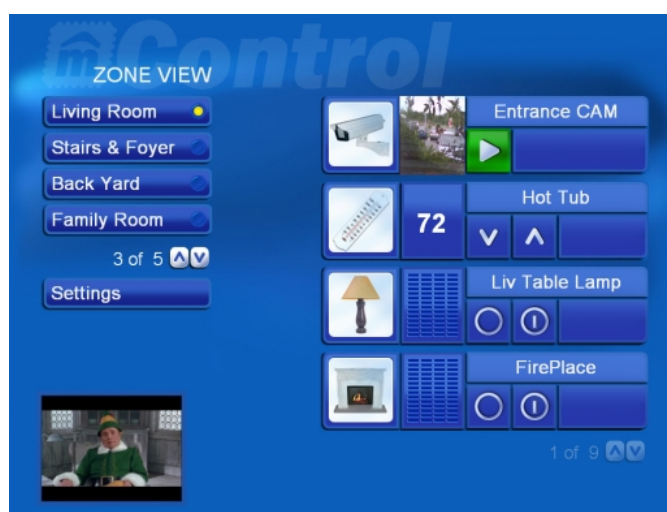 mControl
ZONE VIEW
Living Room
Stairs & Foyer
Back Yard
Family Room
3 of 5
Settings
Entrance CAM
Hot Tub
72
Liv Table Lamp
FirePlace
1 of 9